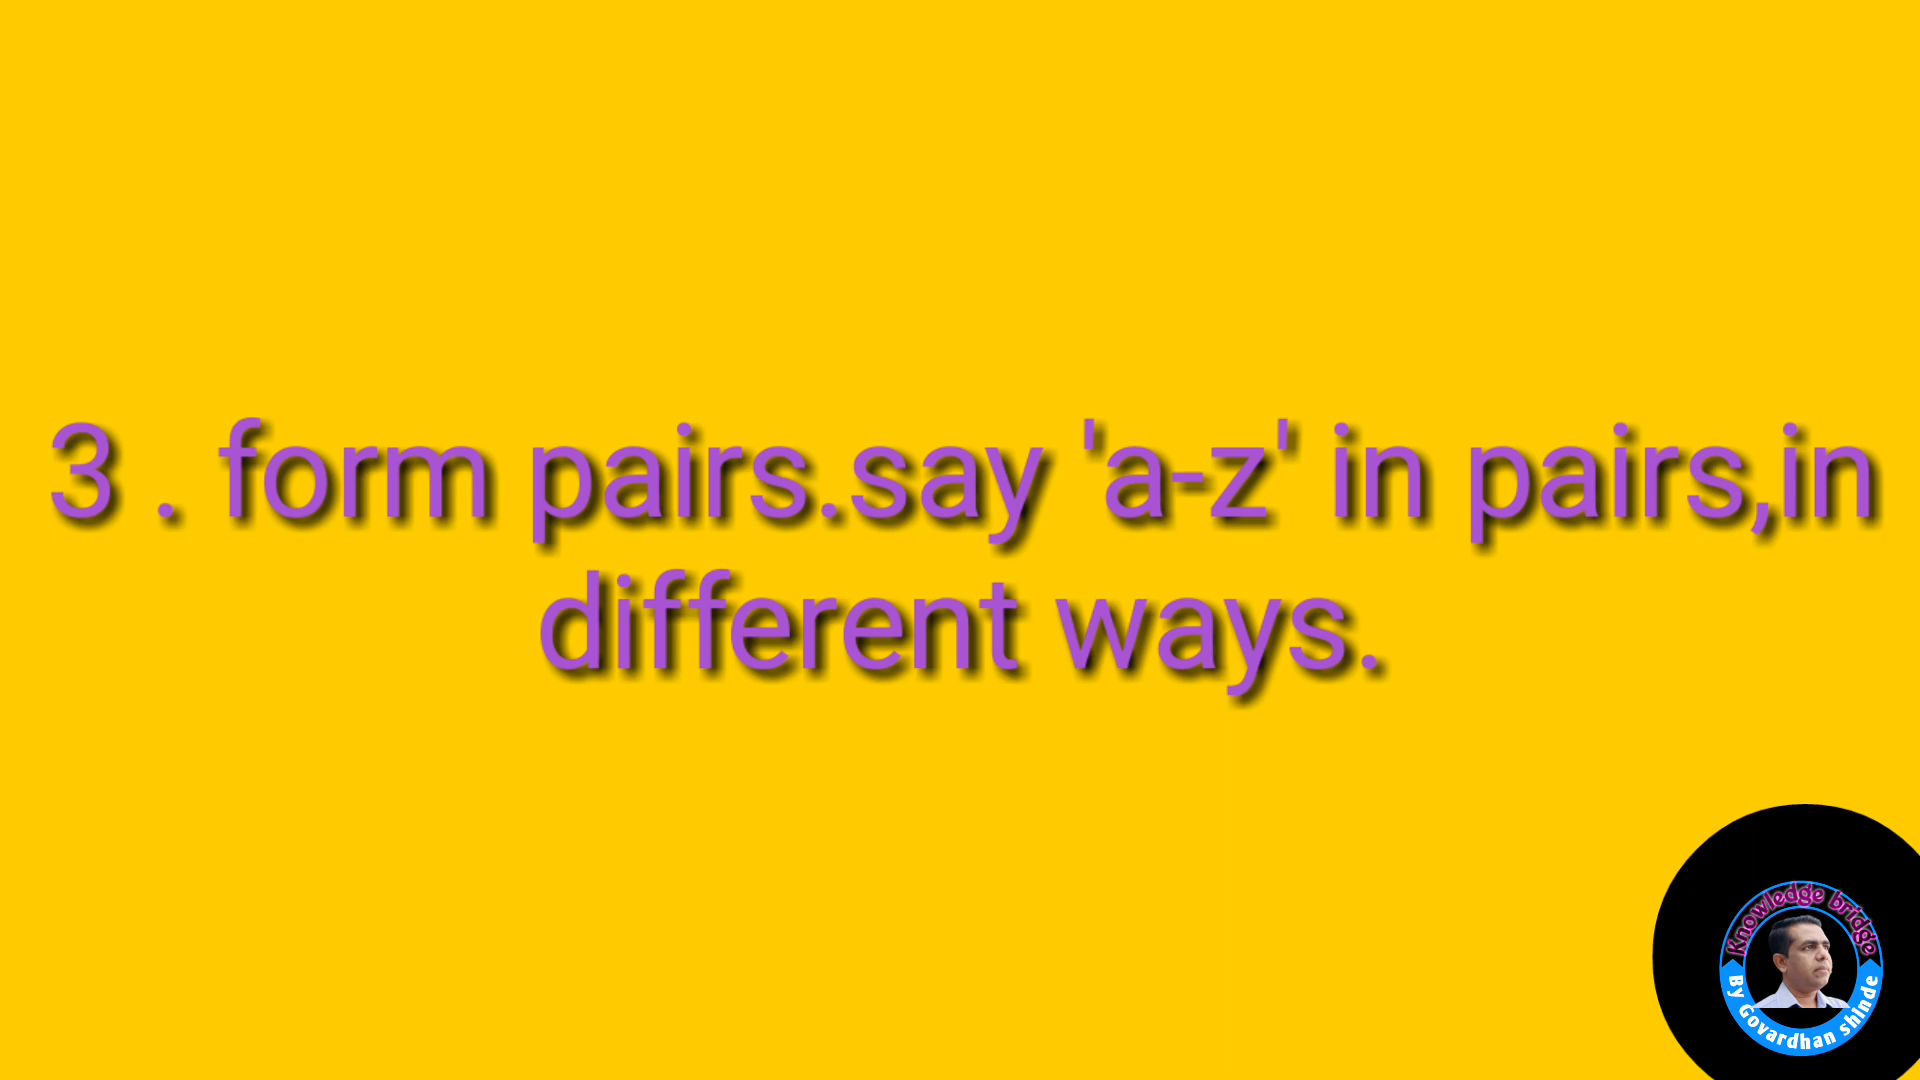 3 . form pairs.say 'a-z' in pairs,in
different ways.
Knowledge bridge
By Govardhan shinde